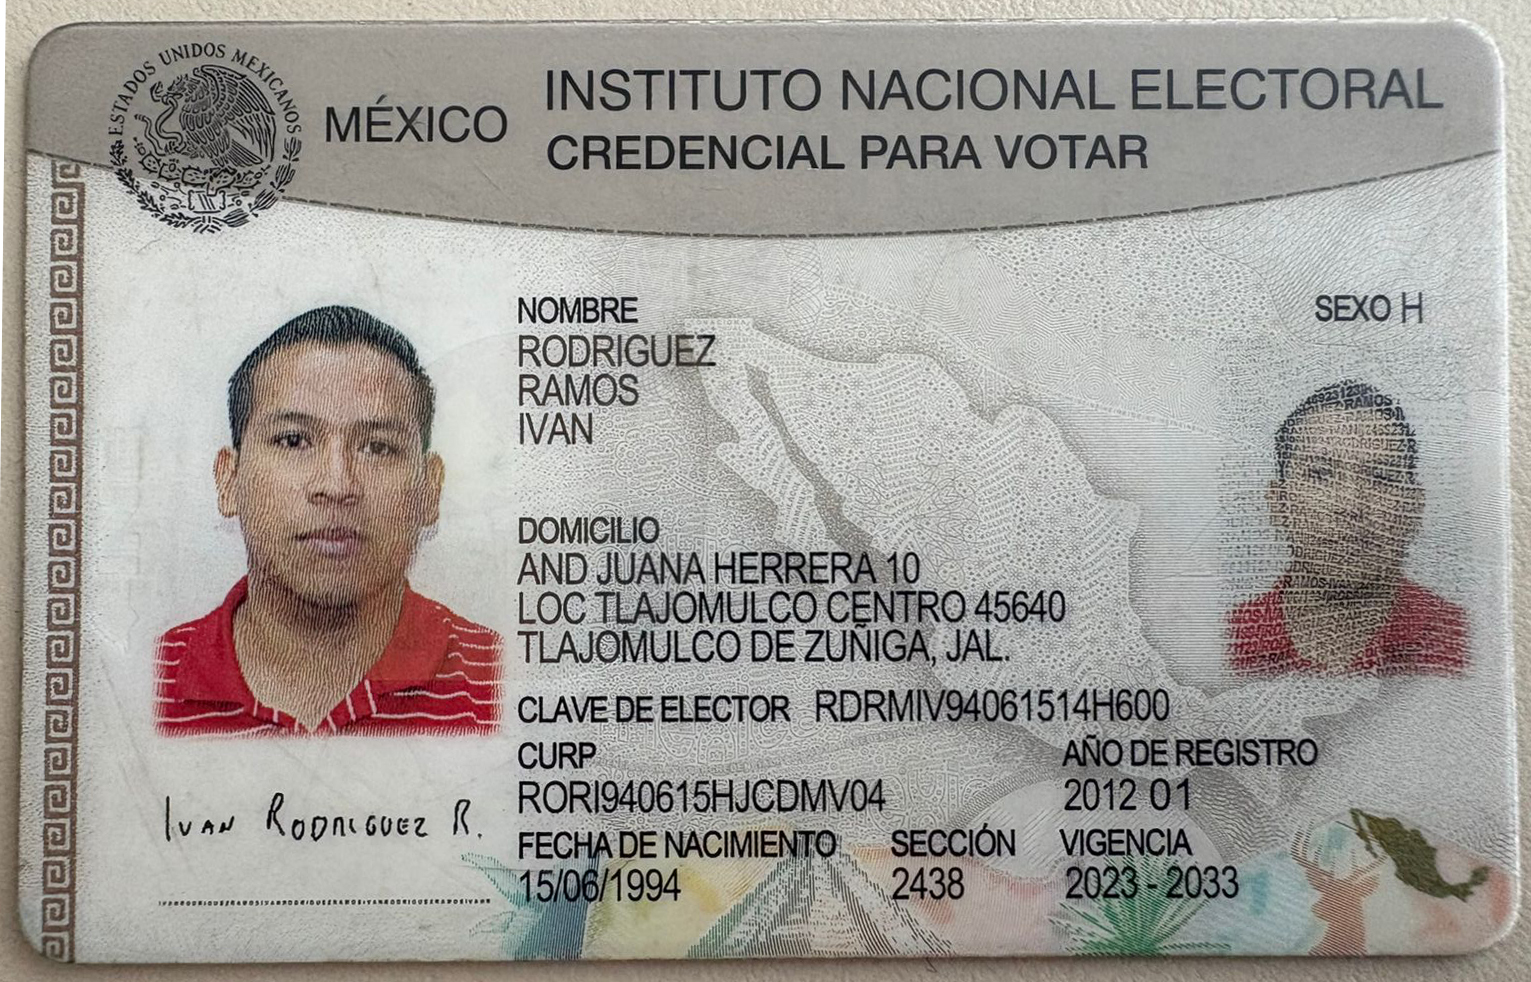 ESTADOS UNIDOS MEXICANOS
MÉXICO
INSTITUTO NACIONAL ELECTORAL
CREDENCIAL PARA VOTAR
NOMBRE
RODRIGUEZ
RAMOS
IVAN
SEXO H
DOMICILIO
AND JUANA HERRERA 10
LOC TLAJOMULCO CENTRO 45640
TLAJOMULCO DE ZUÑIGA, JAL.
CLAVE DE ELECTOR RDRMIV94061514H600
CURP
RORI940615HJCDMV04
AÑO DE REGISTRO
2012 01
FECHA DE NACIMIENTO
15/06/1994
SECCIÓN
2438
VIGENCIA
2023 - 2033
IVAN RODRIGUEZ R.